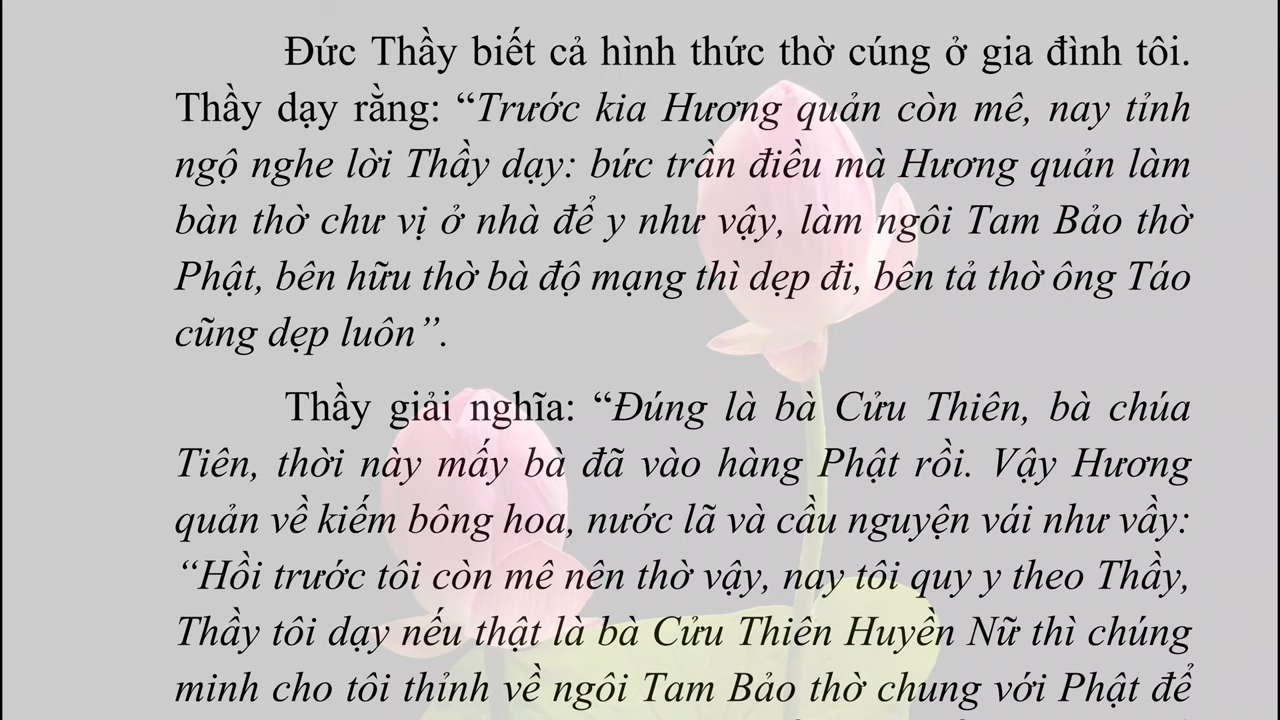 Đức Thầy biết cả hình thức thờ cúng ở gia đình tôi.
Thầy dạy rằng: “Trước kia Hương quản còn mê, nay tỉnh
ngộ nghe lời Thầy dạy: bức trần điều mà Hương quản làm
bàn thờ chư vị ở nhà để y như vậy, làm ngôi Tam Bảo thờ
Phật, bên hữu thờ bà độ mạng thì dẹp đi, bên tả thờ ông Táo
cũng dẹp luôn”.
Thầy giải nghĩa: “Đúng là bà Cửu Thiên, bà chúa
Tiên, thời này mấy bà đã vào hàng Phật rồi. Vậy Hương
quản về kiếm bông hoa, nước lã và cầu nguyện vái như vầy:
“Hồi trước tôi còn mê nên thờ vậy, nay tôi quy y theo Thầy,
Thầy tôi dạy nếu thật là bà Cửu Thiên Huyền Nữ thì chúng
minh cho tôi thỉnh về ngôi Tam Bảo thờ chung với Phật để